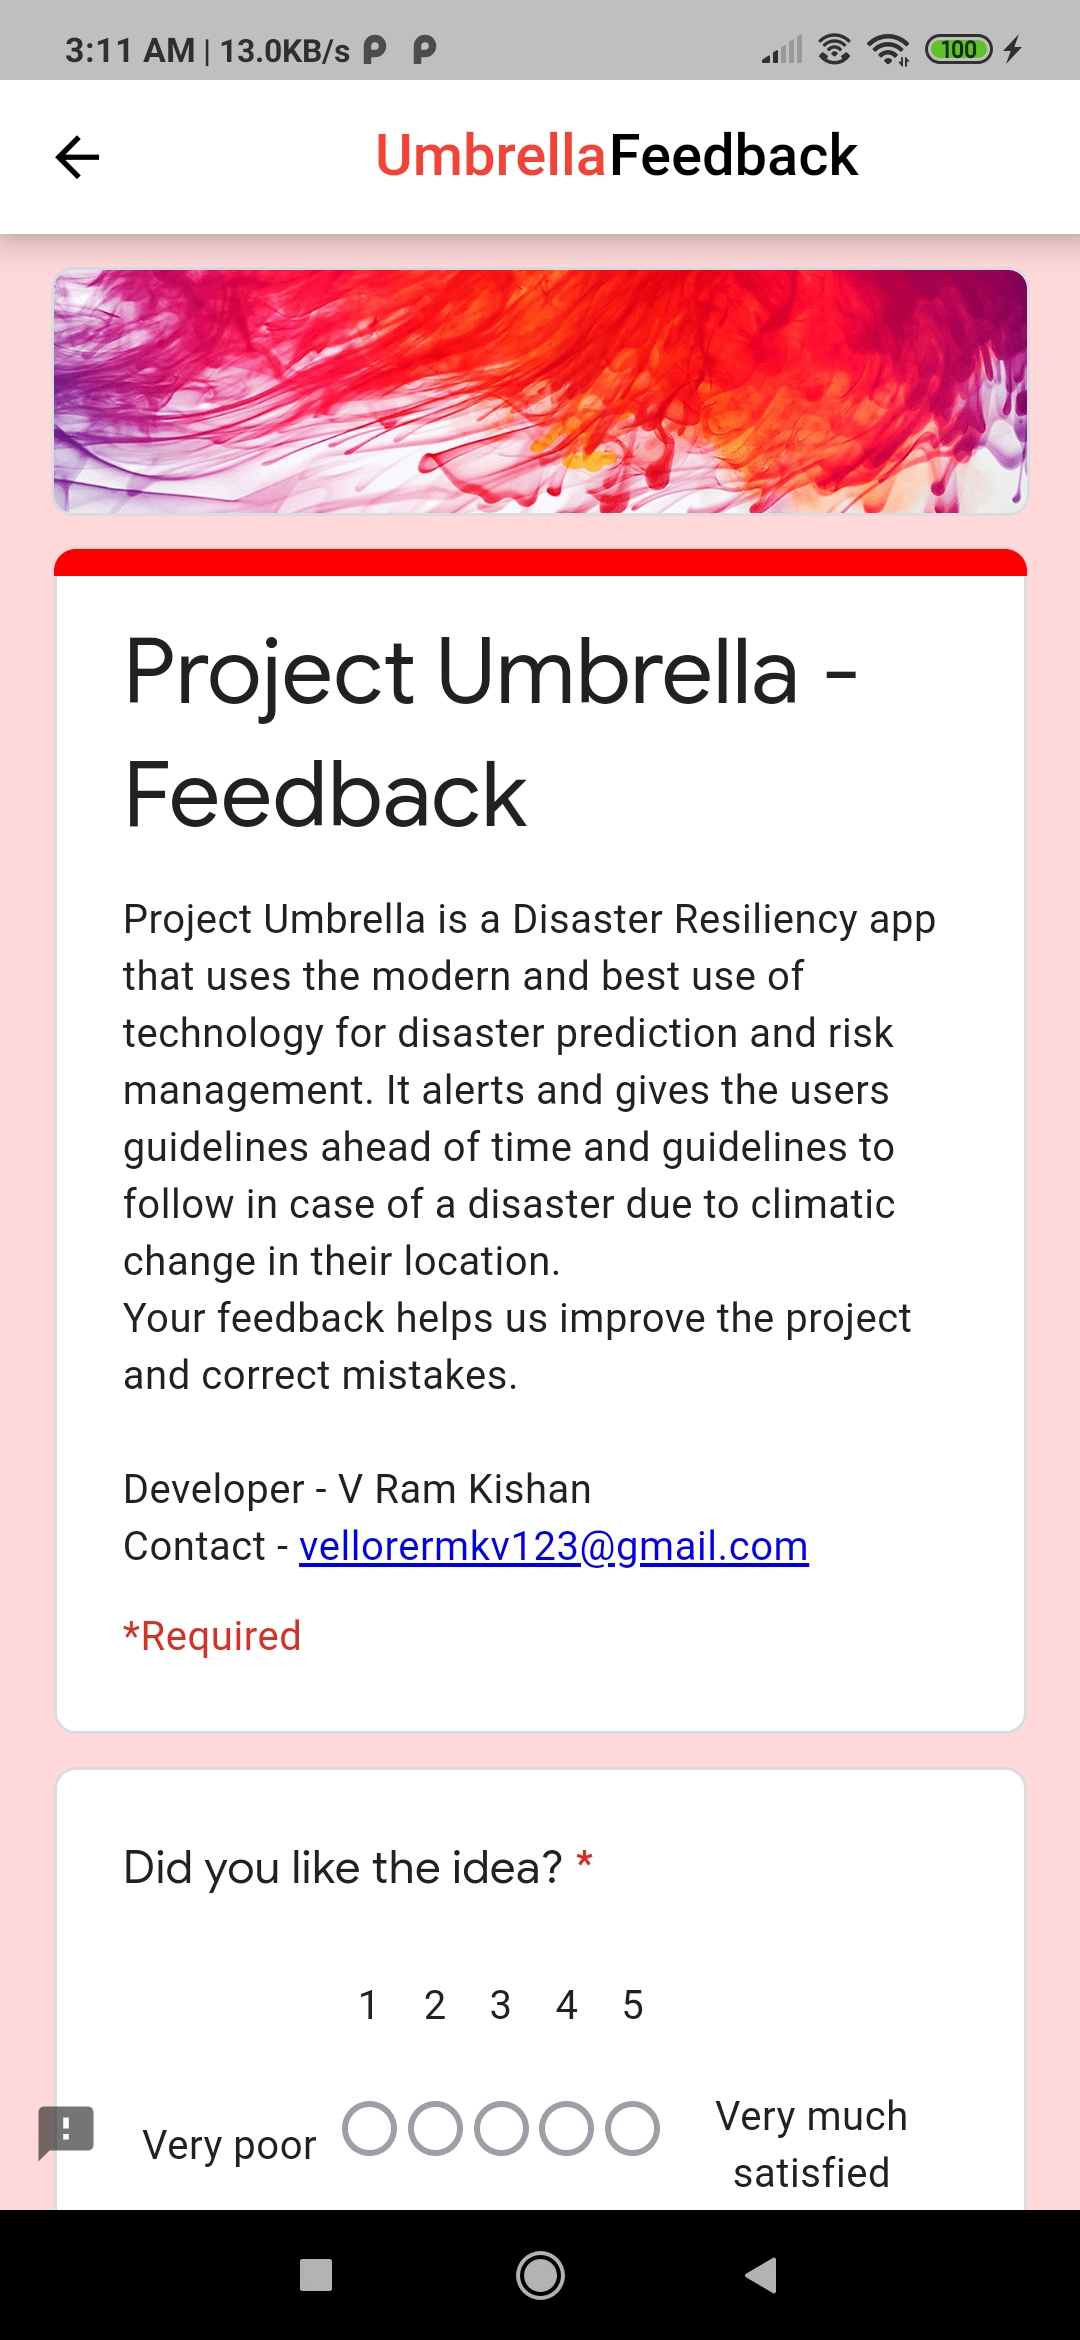 3:11 AM | 13.0KB/s
100
UmbrellaFeedback
Project Umbrella -
Feedback
Project Umbrella is a Disaster Resiliency app
that uses the modern and best use of
technology for disaster prediction and risk
management. It alerts and gives the users
guidelines ahead of time and guidelines to
follow in case of a disaster due to climatic
change in their location.
Your feedback helps us improve the project
and correct mistakes.
Developer - V Ram Kishan
Contact - vellorermkv123@gmail.com
*Required
Did you like the idea? *
1 2 3 4 5
Very poor
Very much
satisfied